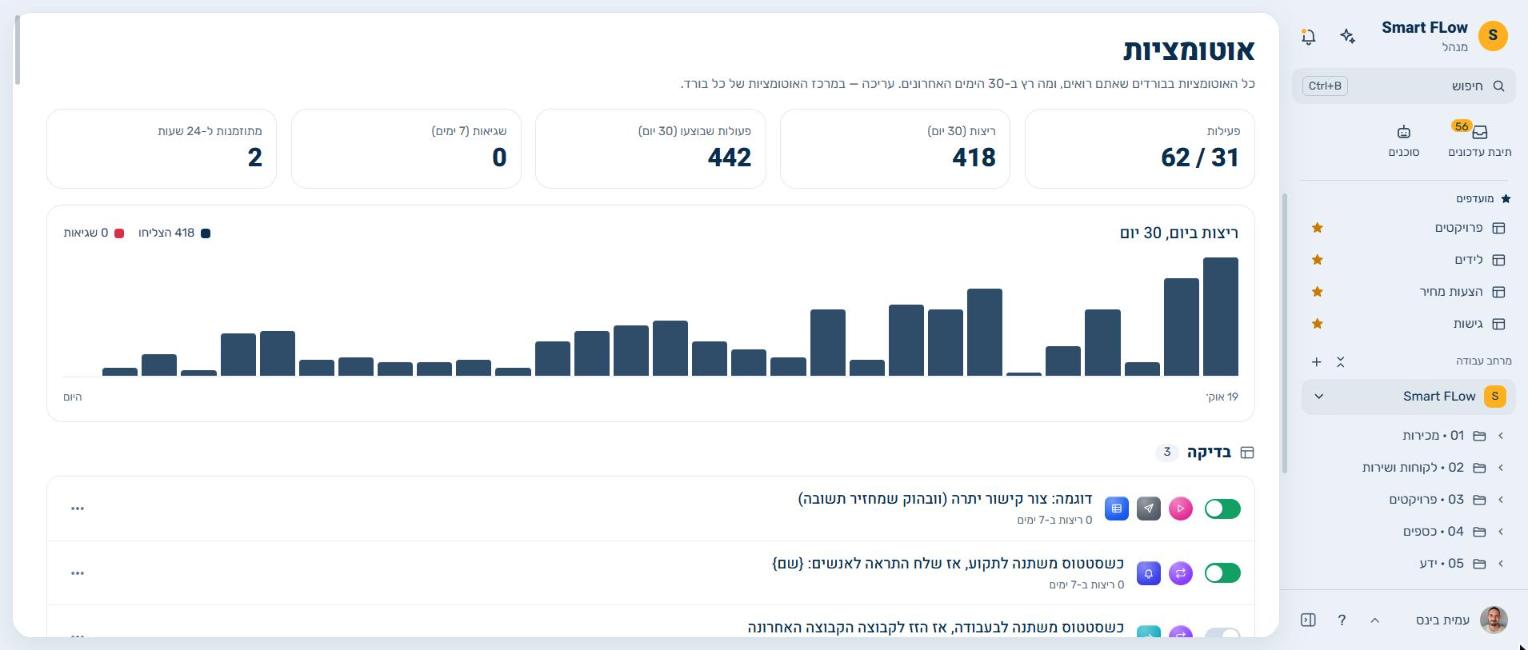 Smart FLow
S
מנהל
חיפוש
Ctrl+B
תיבת עדכונים
56
סוכנים
מועדפים
פרויקטים
לידים
הצעות מחיר
גישות
מרחב עבודה
S
Smart FLow
01 • מכירות
02 • לקוחות ושירות
03 • פרויקטים
04 • כספים
05 • ידע
עמית בינס
?
אוטומציות
כל האוטומציות בבורדים שאתם רואים, ומה רץ ב-30 הימים האחרונים. עריכה – במרכז האוטומציות של כל בורד.
פעילות
31 / 62
ריצות (30 יום)
418
פעולות שבוצעו (30 יום)
442
שגיאות (7 ימים)
0
מתוזמנות ל-24 שעות
2
ריצות ביום, 30 יום
418 הצליחו
0 שגיאות
19 אוק׳
היום
בדיקה 3
דוגמה: צור קישור יתרה (וובהוק שמחזיר תשובה)
0 ריצות ב-7 ימים
כשסטטוס משתנה לתקוע, אז שלח התראה לאנשים: {שם}
0 ריצות ב-7 ימים
כשסטטוס משתנה לבעבודה, אז הזז לקבוצה הקבוצה האחרונה